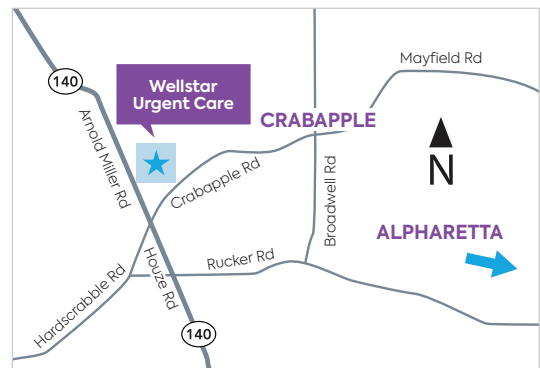 Mayfield Rd
140
Wellstar
Urgent Care
CRABAPPLE
Arnold Miller Rd
Crabapple Rd
Broadwell Rd
N
ALPHARETTA
Rucker Rd
Houze Rd
Hardscrabble Rd
140